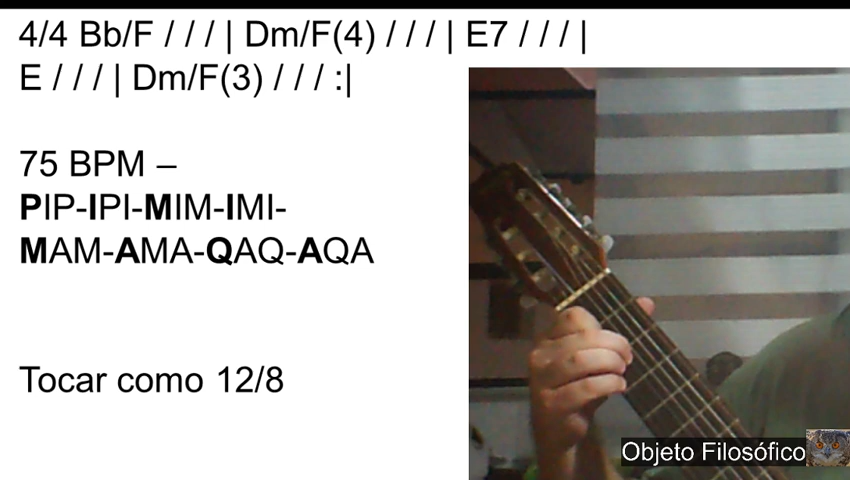 4/4 Bb/F / / / | Dm/F(4) / / / | E7 / / / |
E / / / | Dm/F(3) / / / :|
75 BPM –
PIP-IPI-MIM-IMI-
MAM-AMA-QAQ-AQA
Tocar como 12/8
Objeto Filosófico